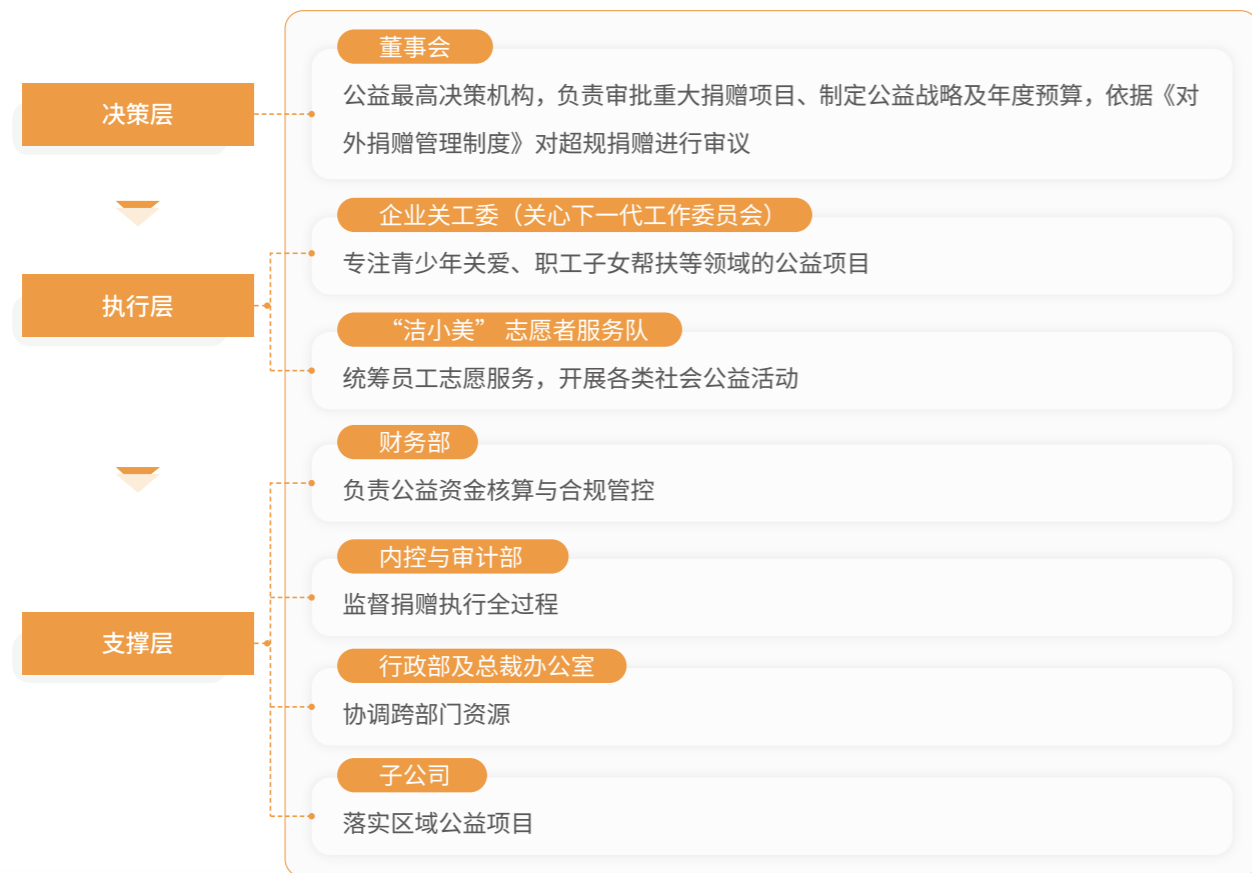 决策层
董事会
公益最高决策机构，负责审批重大捐赠项目、制定公益战略及年度预算，依据《对
外捐赠管理制度》对超规捐赠进行审议
执行层
企业关工委（关心下一代工作委员会）
专注青少年关爱、职工子女帮扶等领域的公益项目
“洁小美” 志愿者服务队
统筹员工志愿服务，开展各类社会公益活动
支撑层
财务部
负责公益资金核算与合规管控
内控与审计部
监督捐赠执行全过程
行政部及总裁办公室
协调跨部门资源
子公司
落实区域公益项目